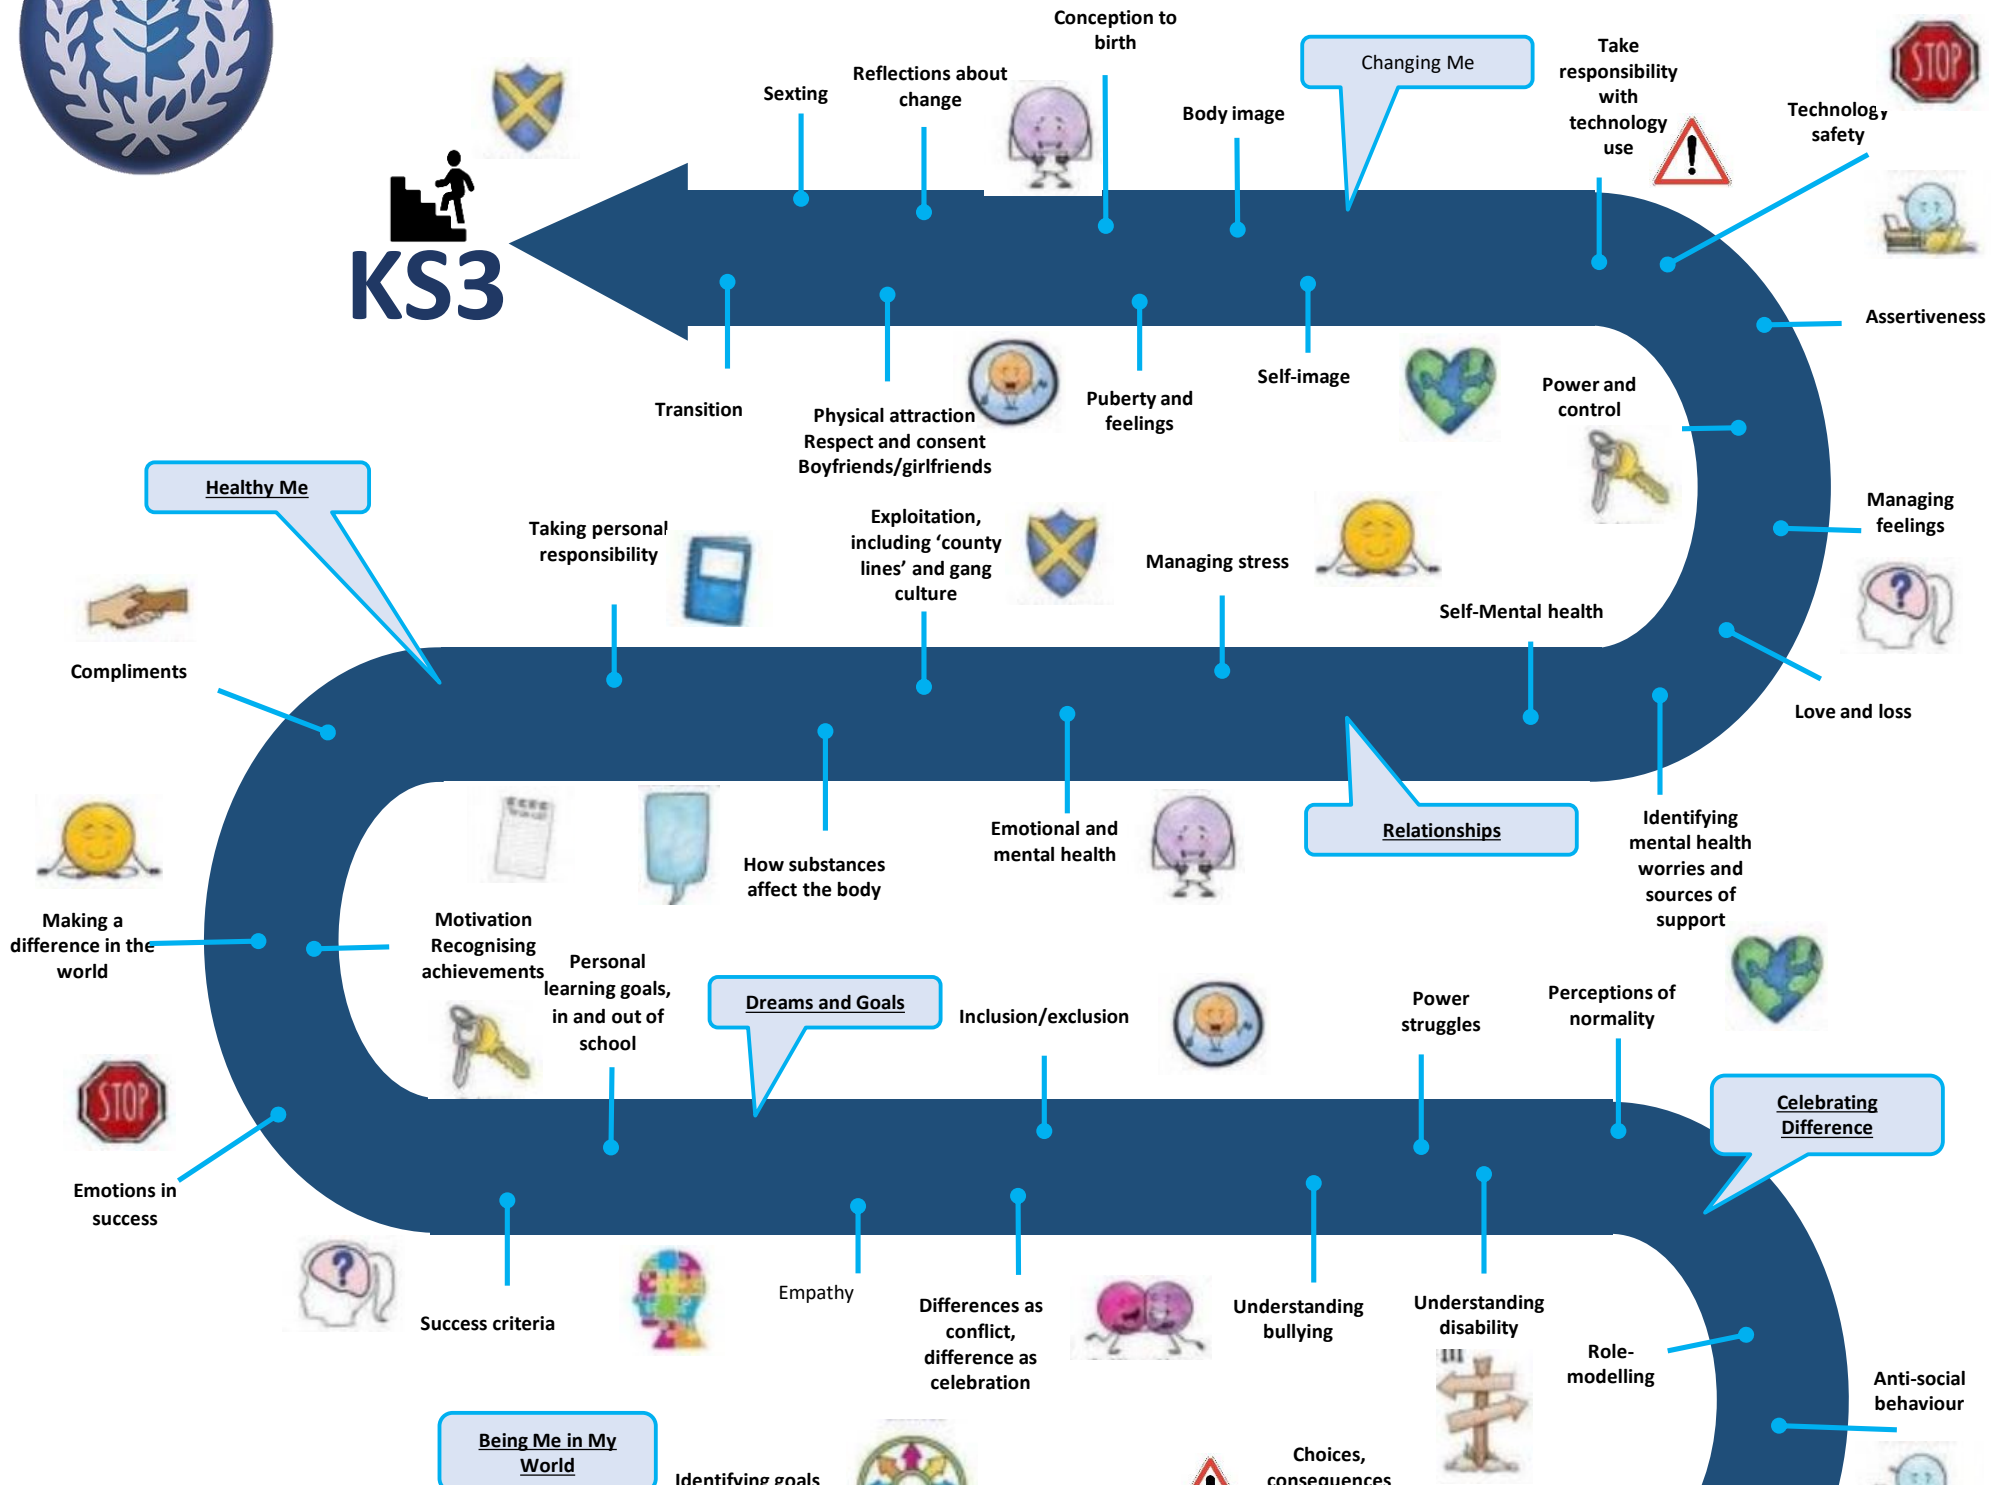 Conception to
birth
Changing Me
Take
responsibility
with
technology
use
STOP
Reflections about
change
Sexting
Body image
Technology
safety
KS3
Assertiveness
Transition
Physical attraction
Respect and consent
Boyfriends/girlfriends
Puberty and
feelings
Self-image
Power and
control
Healthy Me
Taking personal
responsibility
Exploitation,
including ‘county
lines’ and gang
culture
Managing stress
Managing
feelings
?
Self-Mental health
Compliments
Love and loss
How substances
affect the body
Emotional and
mental health
Relationships
Identifying
mental health
worries and
sources of
support
Making a
difference in the
world
Motivation
Recognising
achievements
Personal
learning goals,
in and out of
school
Dreams and Goals
Inclusion/exclusion
Power
struggles
Perceptions of
normality
STOP
Celebrating
Difference
Emotions in
success
?
Success criteria
Empathy
Differences as
conflict,
difference as
celebration
Understanding
bullying
Understanding
disability
Role-
modelling
Anti-social
behaviour
Being Me in My
World
Identifying goals
Choices,
consequences